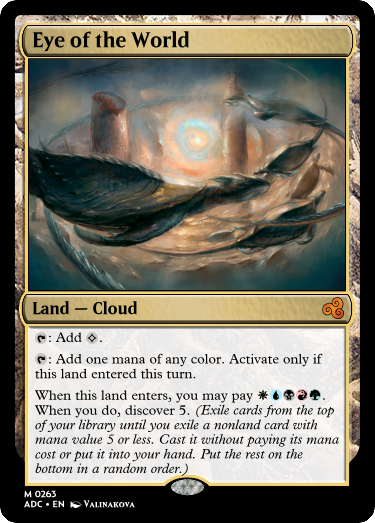 Eye of the World
Land — Cloud
: Add .
: Add one mana of any color. Activate only if
this land entered this turn.
When this land enters, you may pay .
When you do, discover 5. (Exile cards from the top
of your library until you exile a nonland card with
mana value 5 or less. Cast it without paying its mana
cost or put it into your hand. Put the rest on the
bottom in a random order.)
M 0263
ADC • EN Valinakova